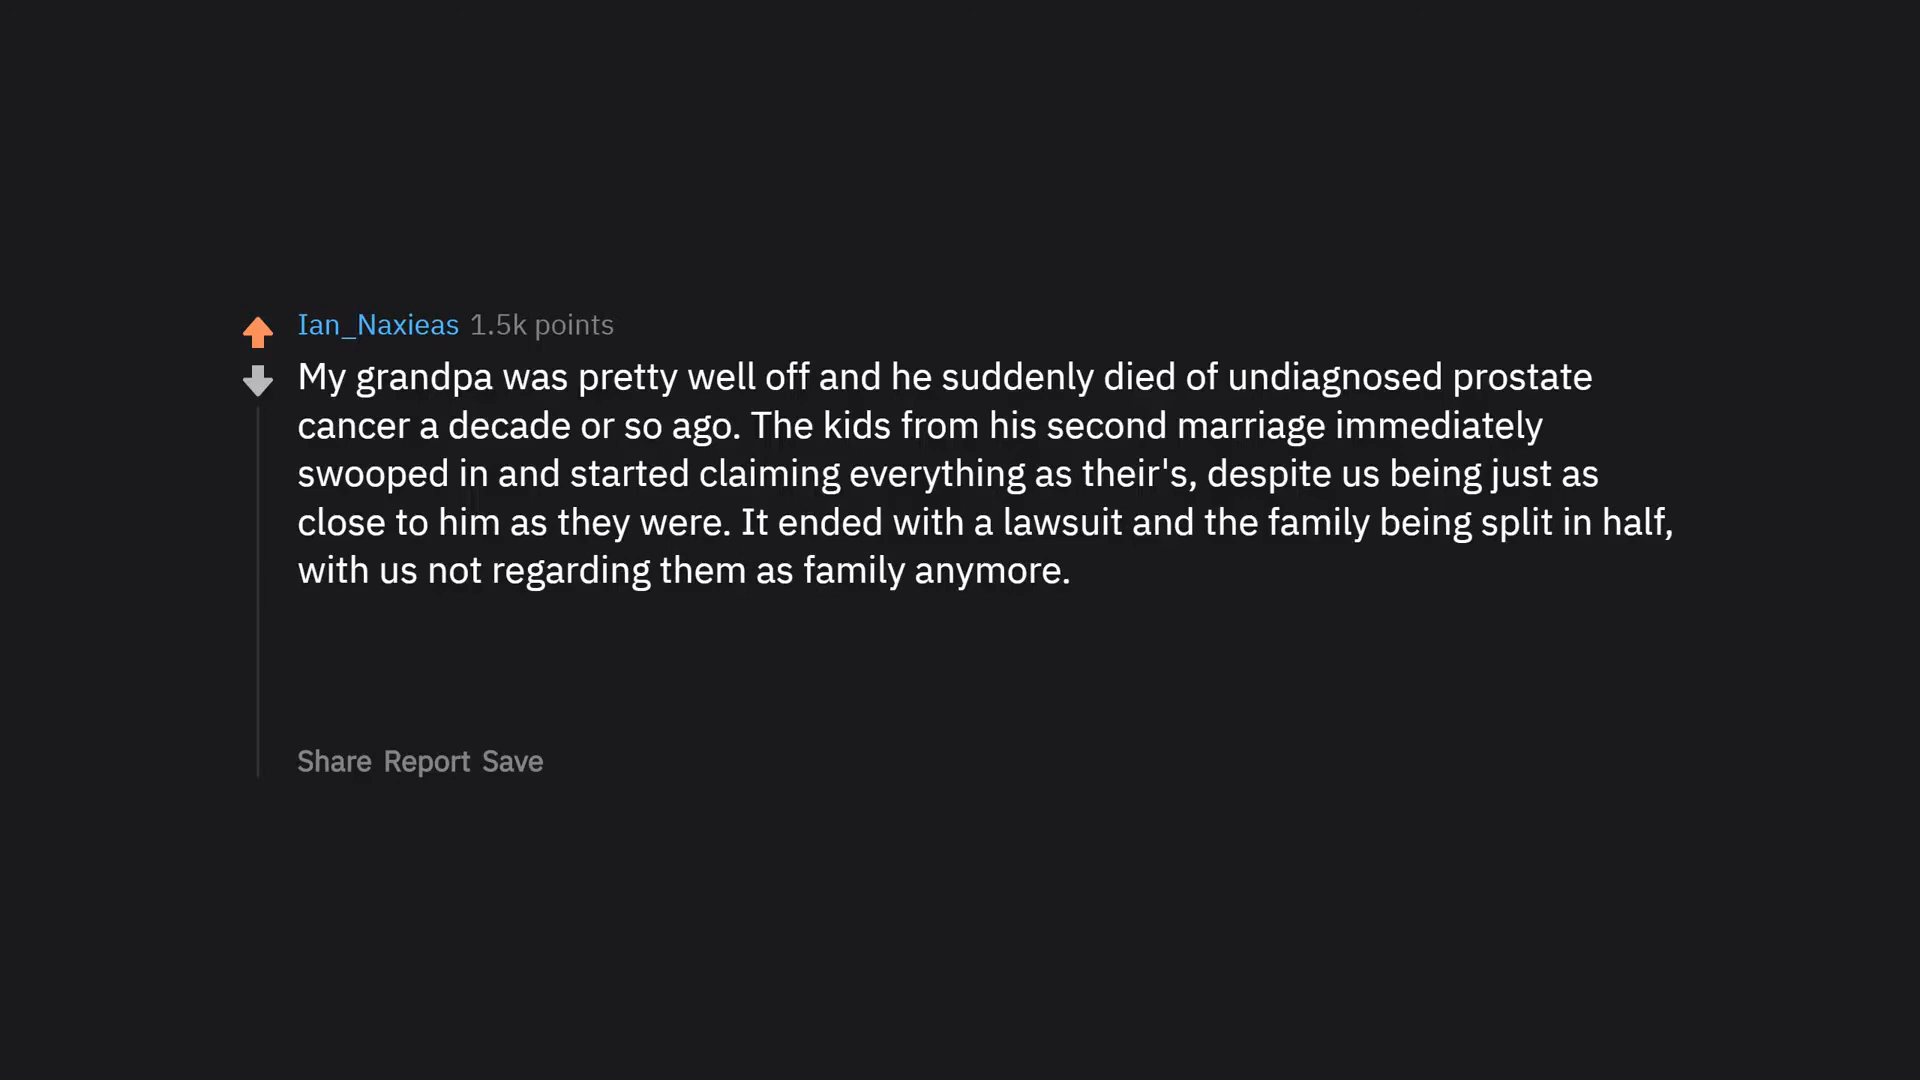 Ian_Naxieas 1.5k points
My grandpa was pretty well off and he suddenly died of undiagnosed prostate
cancer a decade or so ago. The kids from his second marriage immediately
swooped in and started claiming everything as their's, despite us being just as
close to him as they were. It ended with a lawsuit and the family being split in half,
with us not regarding them as family anymore.
Share Report Save